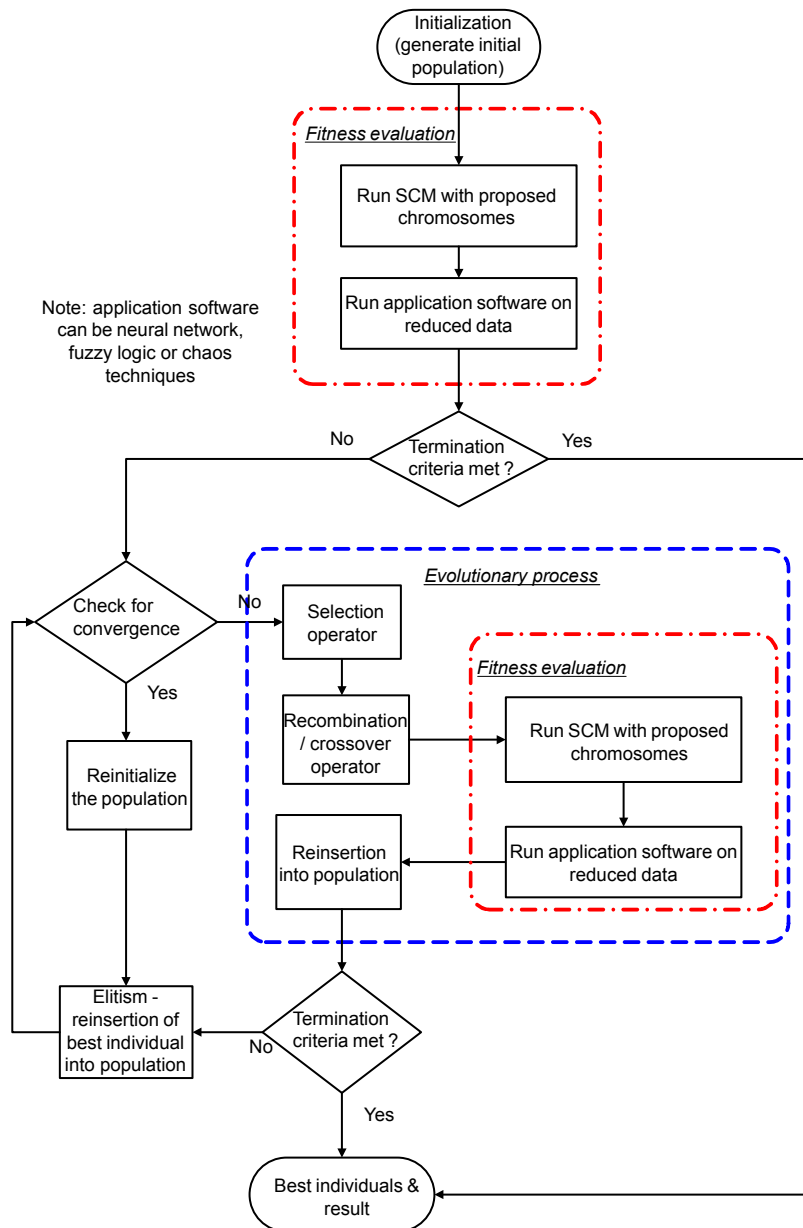 Initialization
(generate initial
population)
Fitness evaluation
Run SCM with proposed
chromosomes
Run application software on
reduced data
Note: application software
can be neural network,
fuzzy logic or chaos
techniques
No
Termination
criteria met ?
Yes
Evolutionary process
Check for
convergence
No
Selection
operator
Fitness evaluation
Yes
Recombination
/ crossover
operator
Run SCM with proposed
chromosomes
Reinitialize
the population
Reinsertion
into population
Run application software on
reduced data
Elitism -
reinsertion of
best individual
into population
No
Termination
criteria met ?
Yes
Best individuals &
result